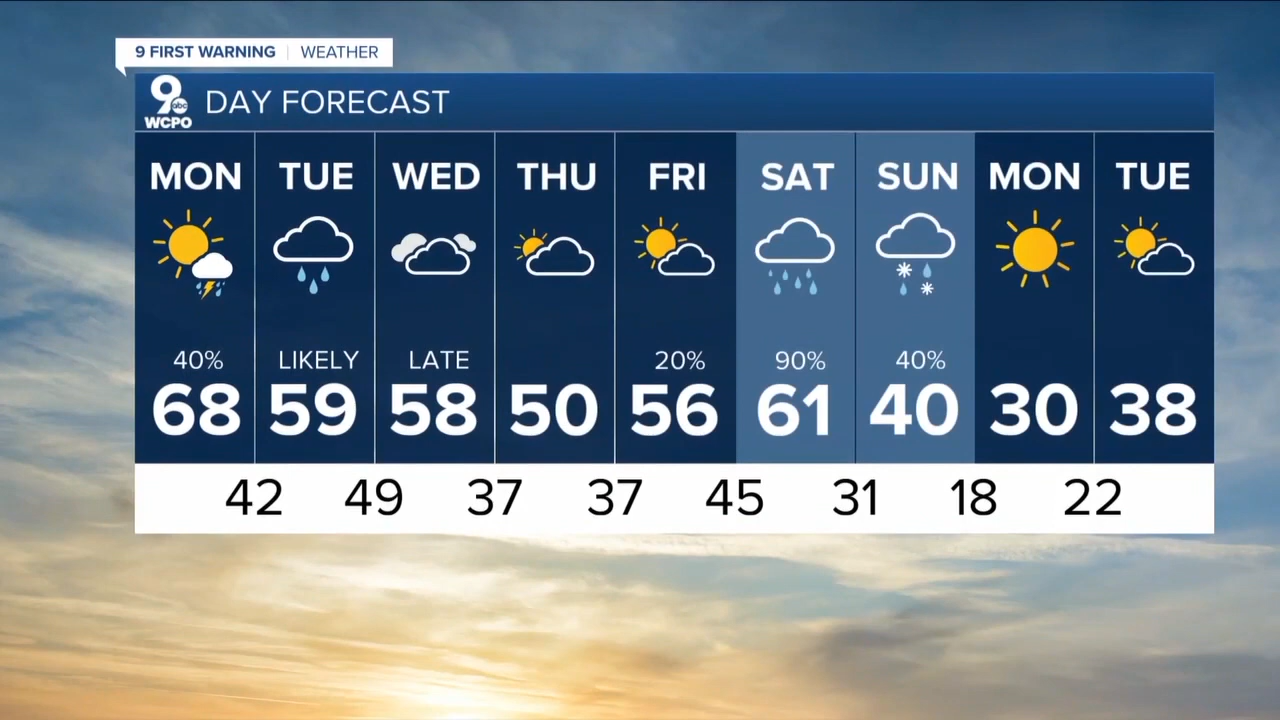 9 FIRST WARNING | WEATHER
9 abc WCPO DAY FORECAST
MON TUE WED THU FRI SAT SUN MON TUE
40% LIKELY LATE 20% 90% 40%
68 59 58 50 56 61 40 30 38
42 49 37 37 45 31 18 22